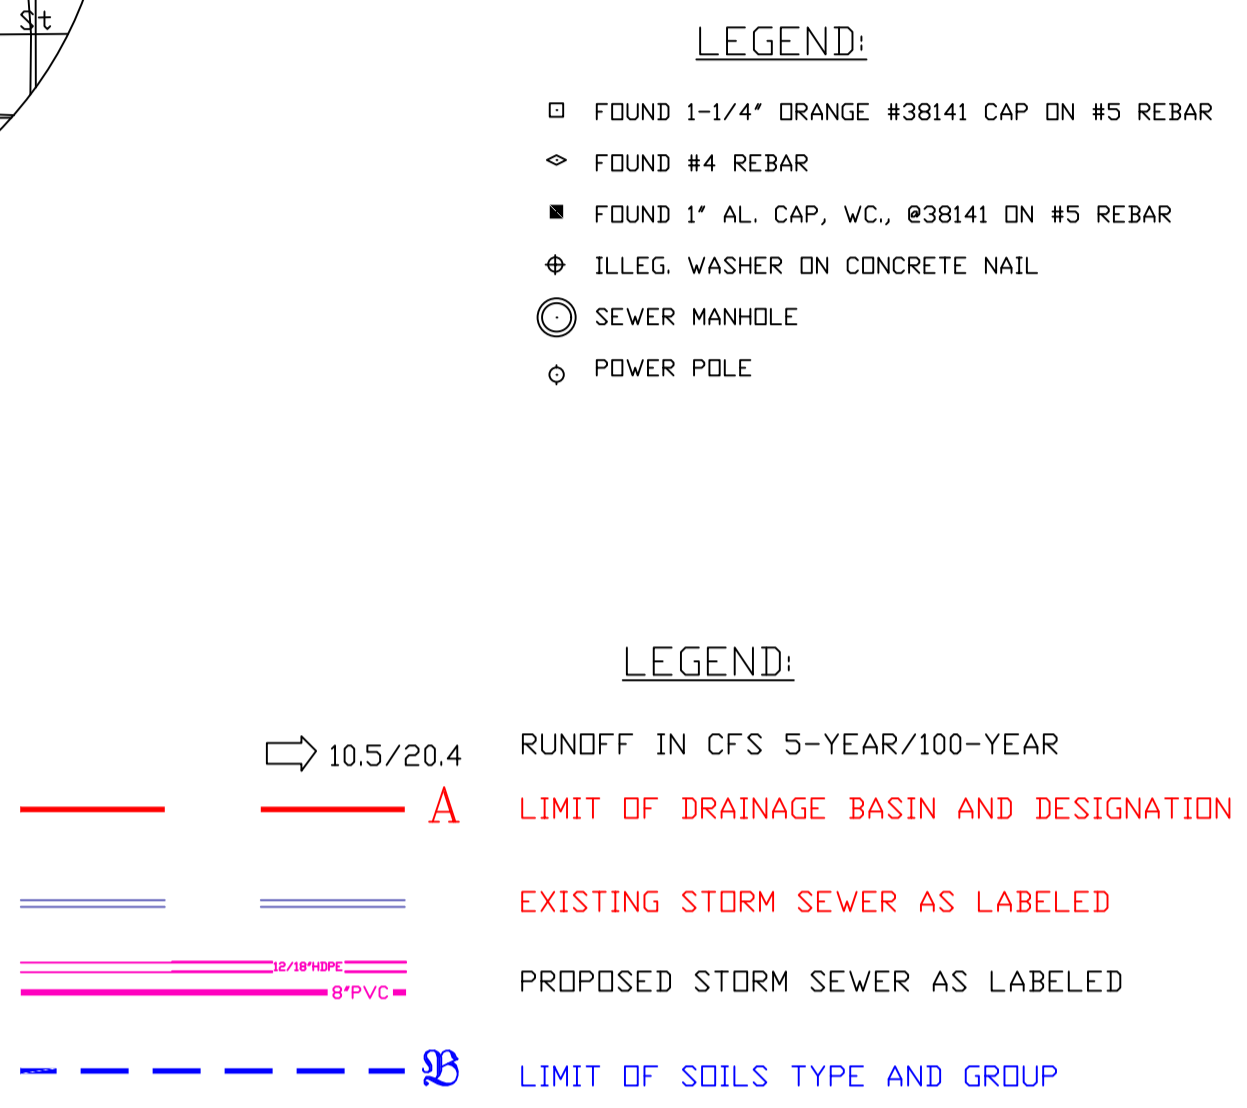 St
LEGEND:
FOUND 1-1/4" ORANGE #38141 CAP ON #5 REBAR
FOUND #4 REBAR
FOUND 1" AL. CAP, WC., @38141 ON #5 REBAR
ILLEG. WASHER ON CONCRETE NAIL
SEWER MANHOLE
POWER POLE
LEGEND:
10.5/20.4 RUNOFF IN CFS 5-YEAR/100-YEAR
A LIMIT OF DRAINAGE BASIN AND DESIGNATION
EXISTING STORM SEWER AS LABELED
12/18"HDPE
8"PVC PROPOSED STORM SEWER AS LABELED
B LIMIT OF SOILS TYPE AND GROUP